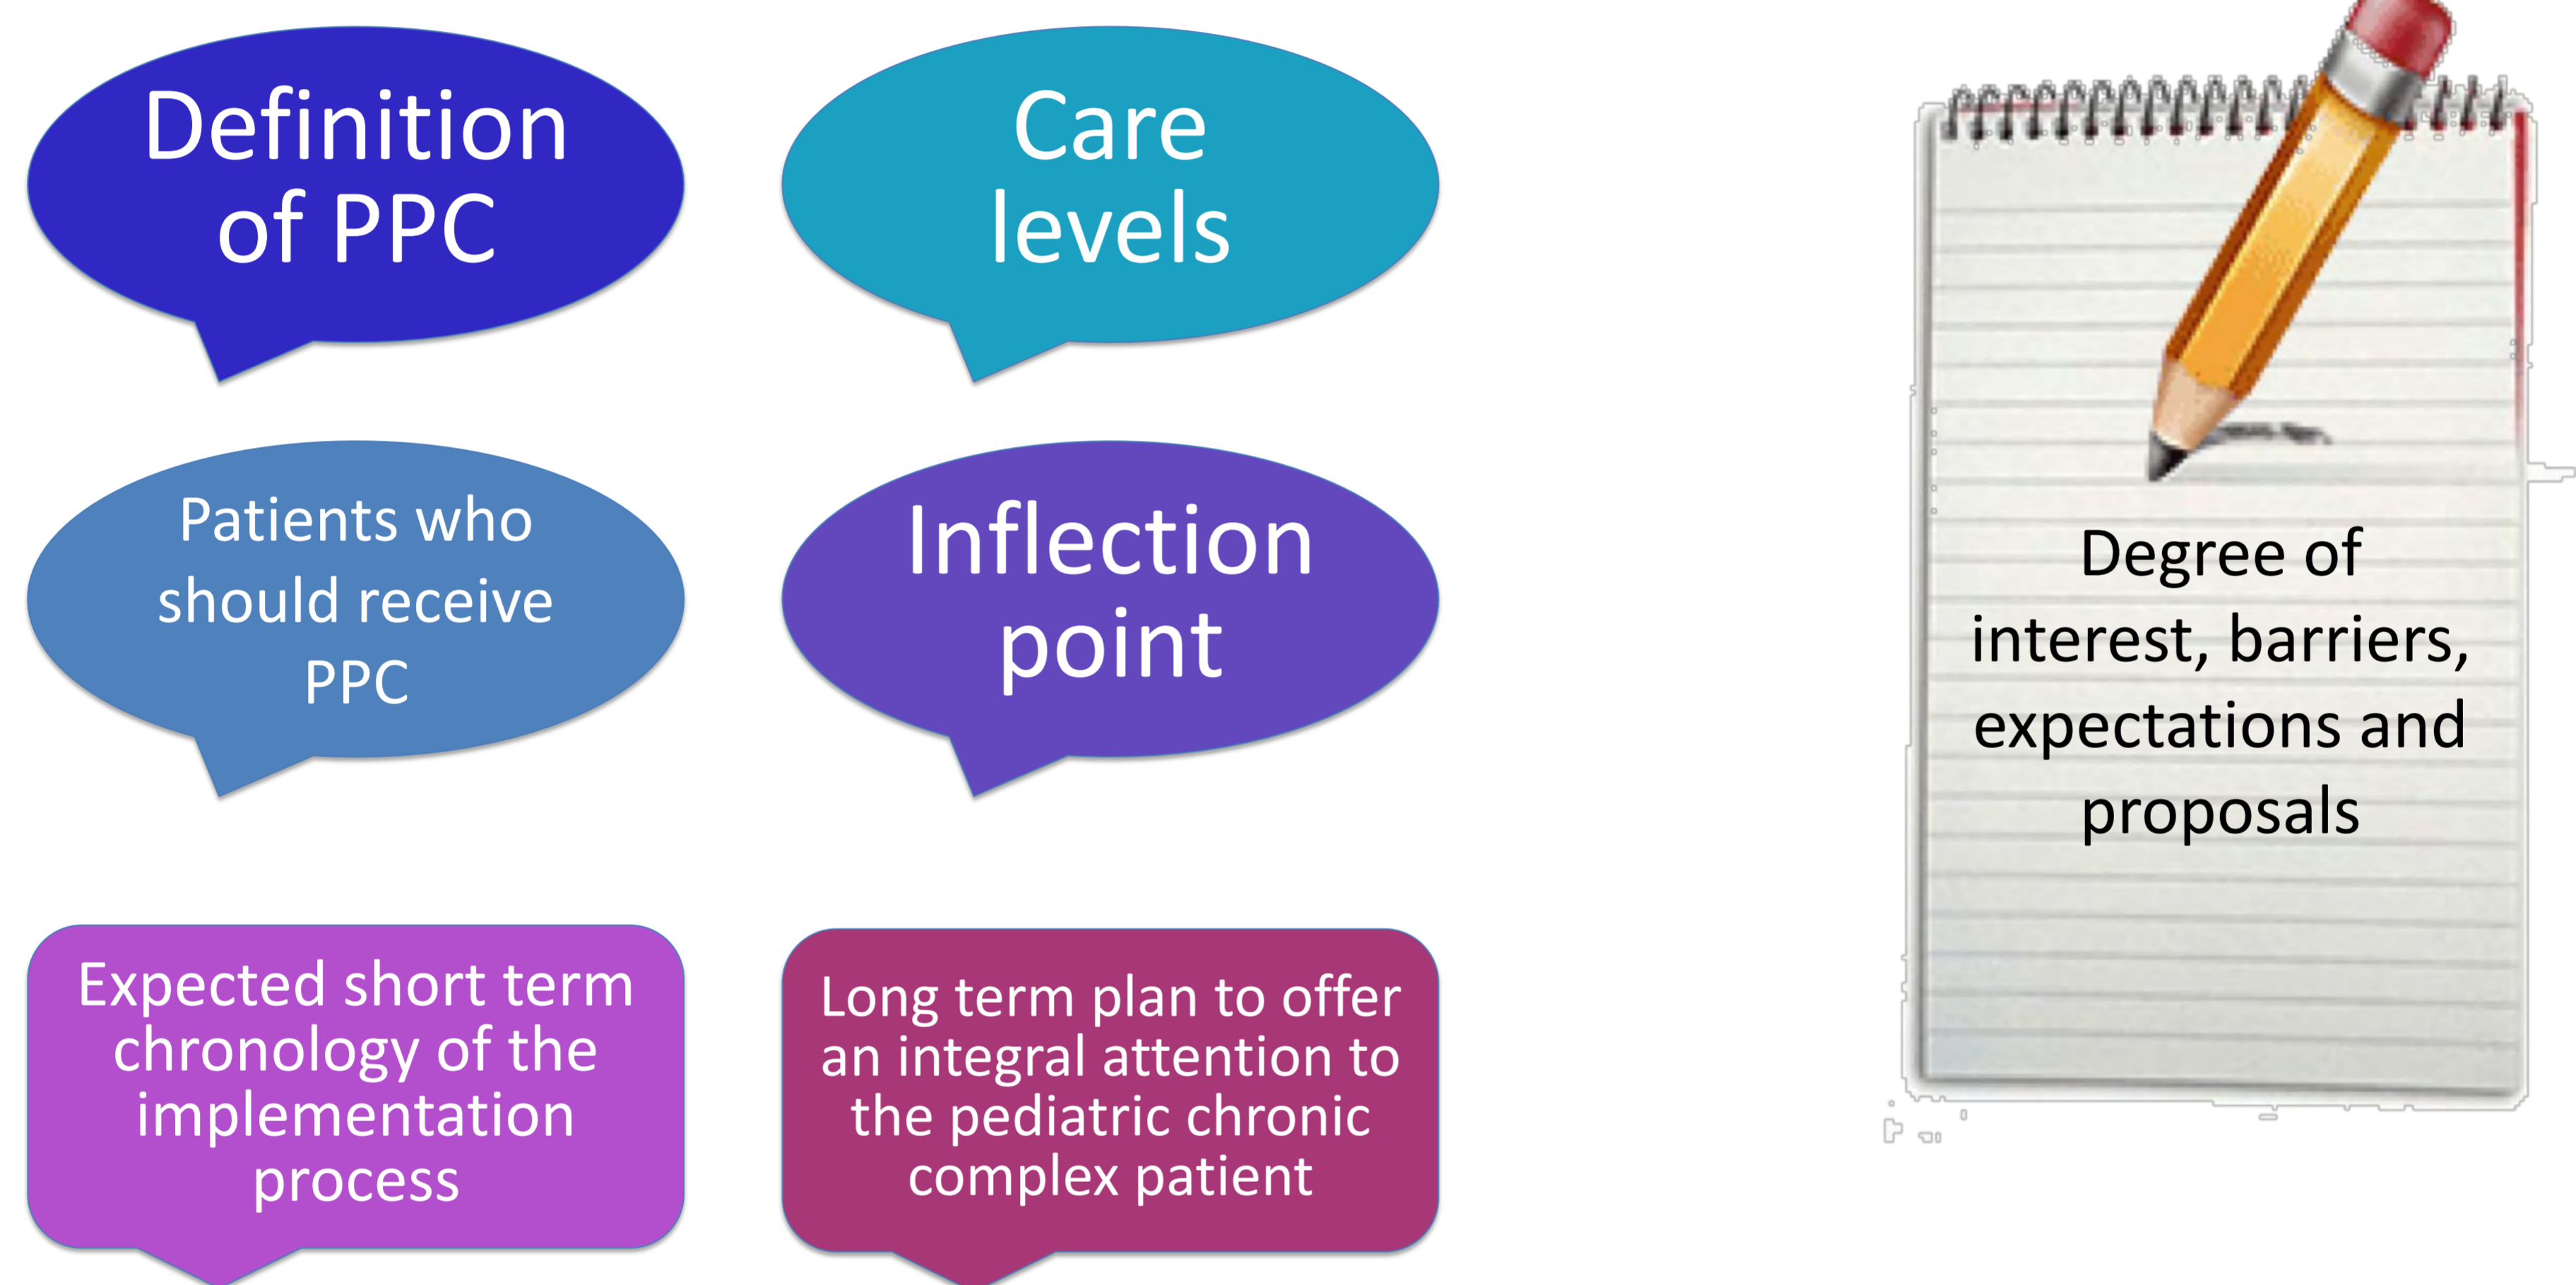 Definition
of PPC
Care
levels
Patients who
should receive
PPC
Inflection
point
Expected short term
chronology of the
implementation
process
Long term plan to offer
an integral attention to
the pediatric chronic
complex patient
Degree of
interest, barriers,
expectations and
proposals